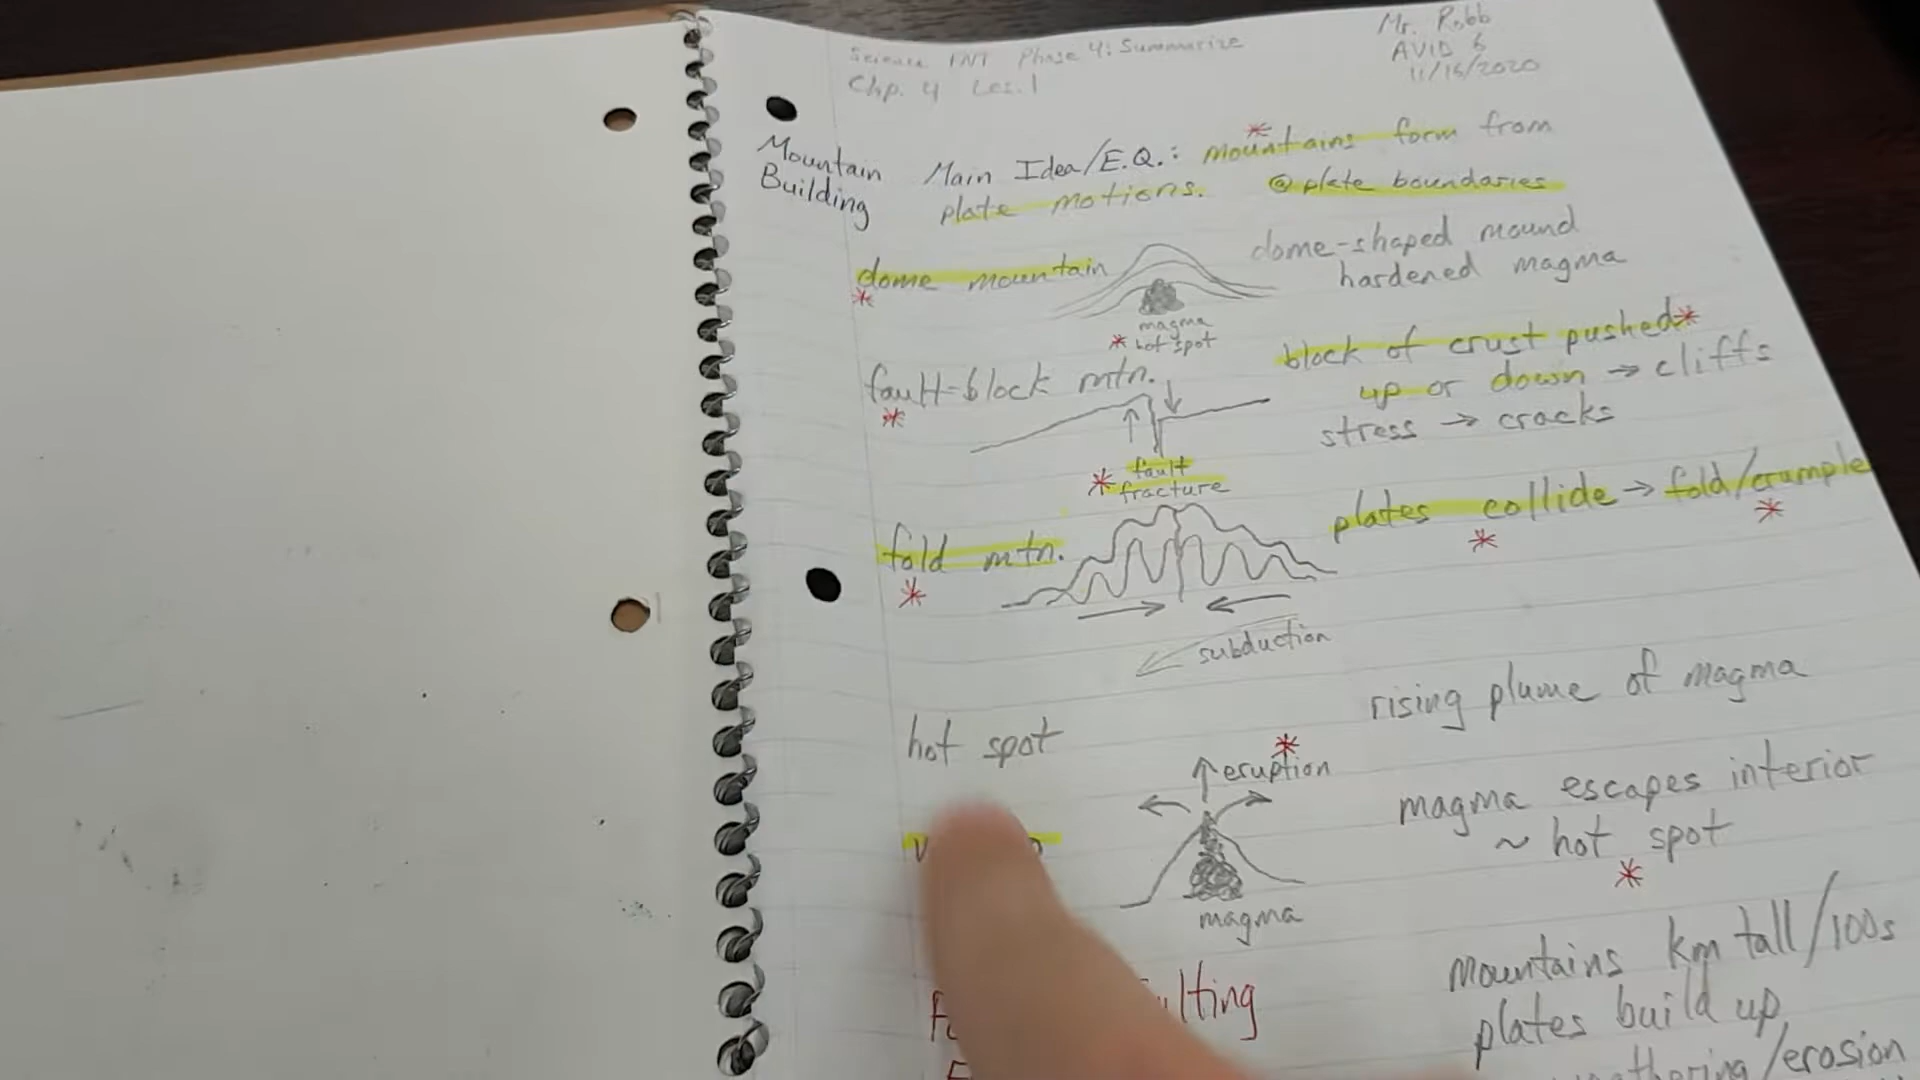 Science FNT Phase 4: Summarize
Chp. 4 Les. 1
Mr. Robb
AVID 6
11/16/2020
Mountain
Building
Main Idea/E.Q.: mountains form from
plate motions. @ plate boundaries
dome mountain
magma
hot spot
dome-shaped mound
hardened magma
fault-block mtn.
fault
fracture
block of crust pushed
up or down → cliffs
stress → cracks
fold mtn.
subduction
plates collide → fold/crumple
hot spot
rising plume of magma
eruption
magma
magma escapes interior
~ hot spot
mountains km tall/100s
plates build up
/erosion